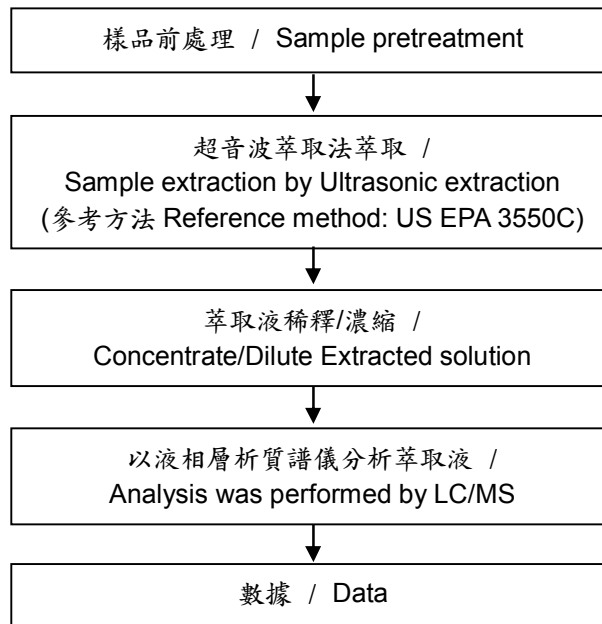 樣品前處理 / Sample pretreatment
超音波萃取法萃取 /
Sample extraction by Ultrasonic extraction
(參考方法 Reference method: US EPA 3550C)
萃取液稀釋/濃縮 /
Concentrate/Dilute Extracted solution
以液相層析質譜儀分析萃取液 /
Analysis was performed by LC/MS
數據 / Data